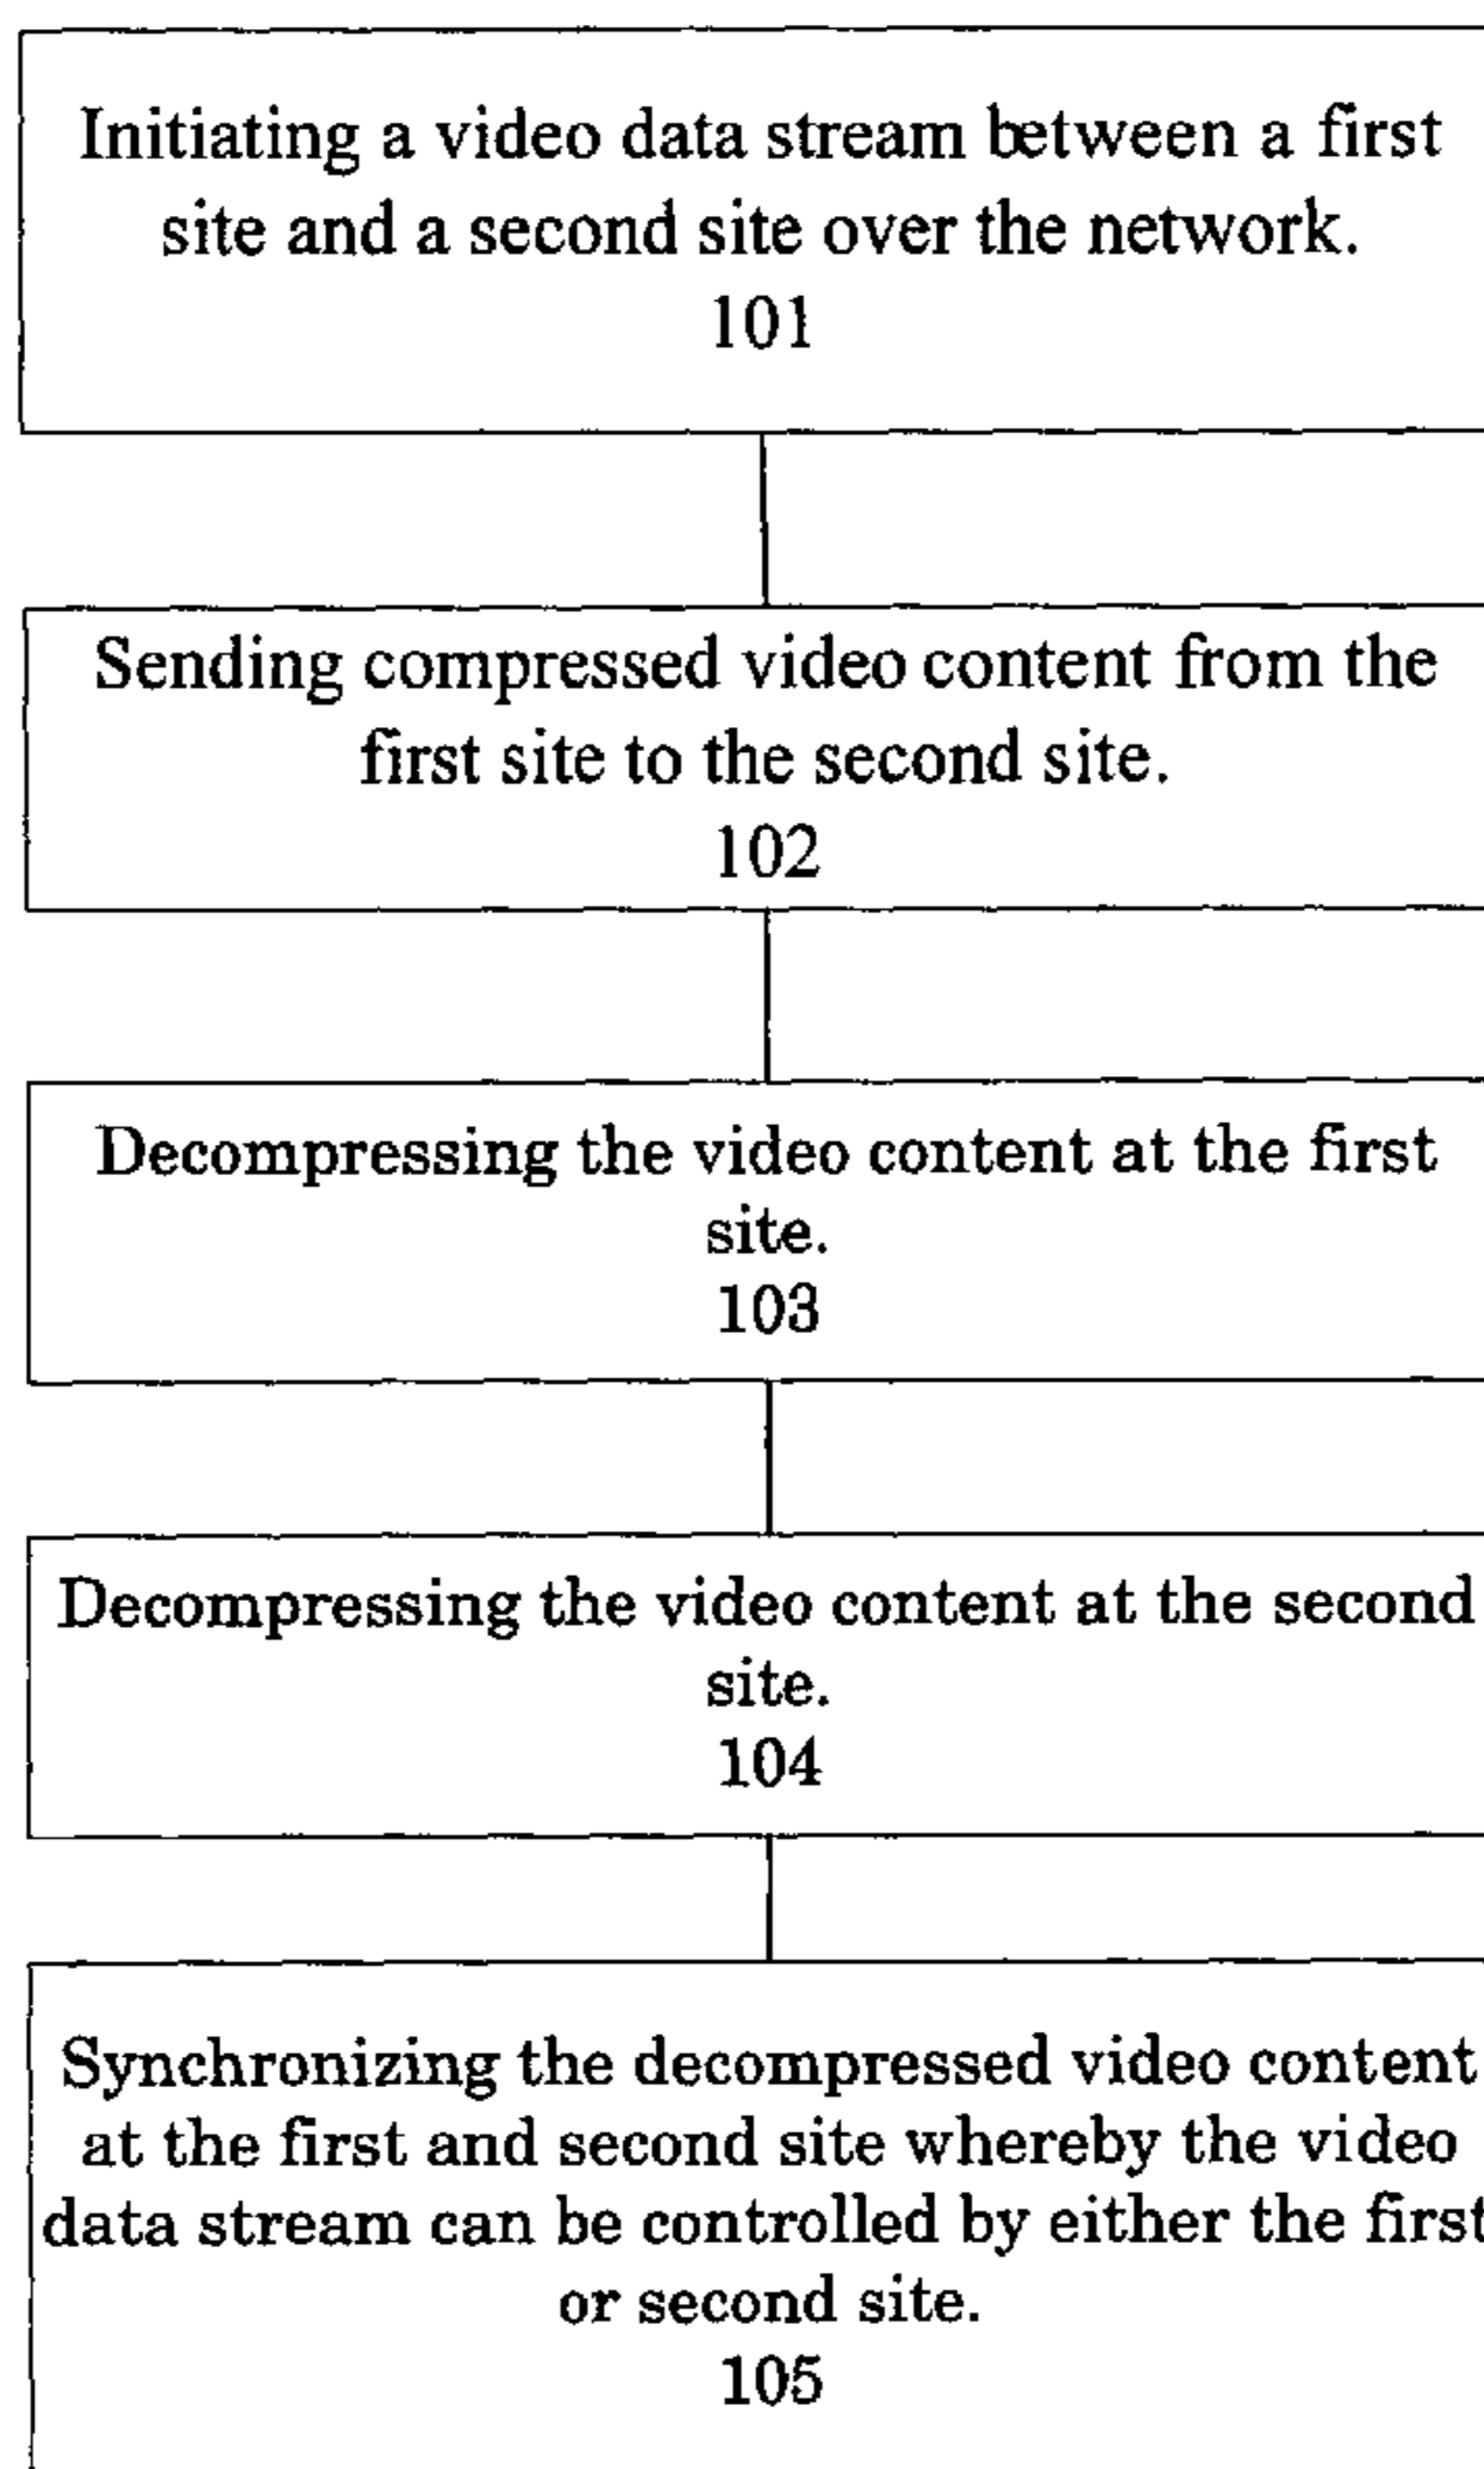 Initiating a video data stream between a first
site and a second site over the network.
101
Sending compressed video content from the
first site to the second site.
102
Decompressing the video content at the first
site.
103
Decompressing the video content at the second
site.
104
Synchronizing the decompressed video content
at the first and second site whereby the video
data stream can be controlled by either the first
or second site.
105